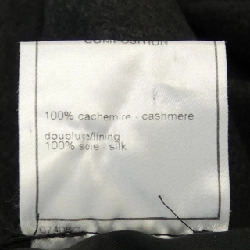 100% cachemire - cashmere
doublure/lining
100% soie - silk